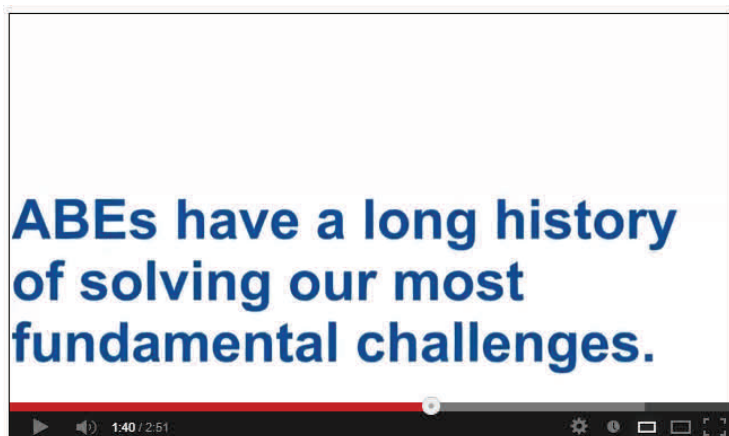 ABEs have a long history
of solving our most
fundamental challenges.
1:40 / 2:51